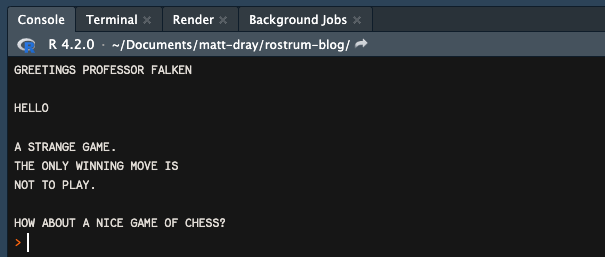 Console Terminal × Render × Background Jobs ×
R 4.2.0 · ~/Documents/matt-dray/rostrum-blog/
GREETINGS PROFESSOR FALKEN
HELLO
A STRANGE GAME.
THE ONLY WINNING MOVE IS
NOT TO PLAY.
HOW ABOUT A NICE GAME OF CHESS?
>